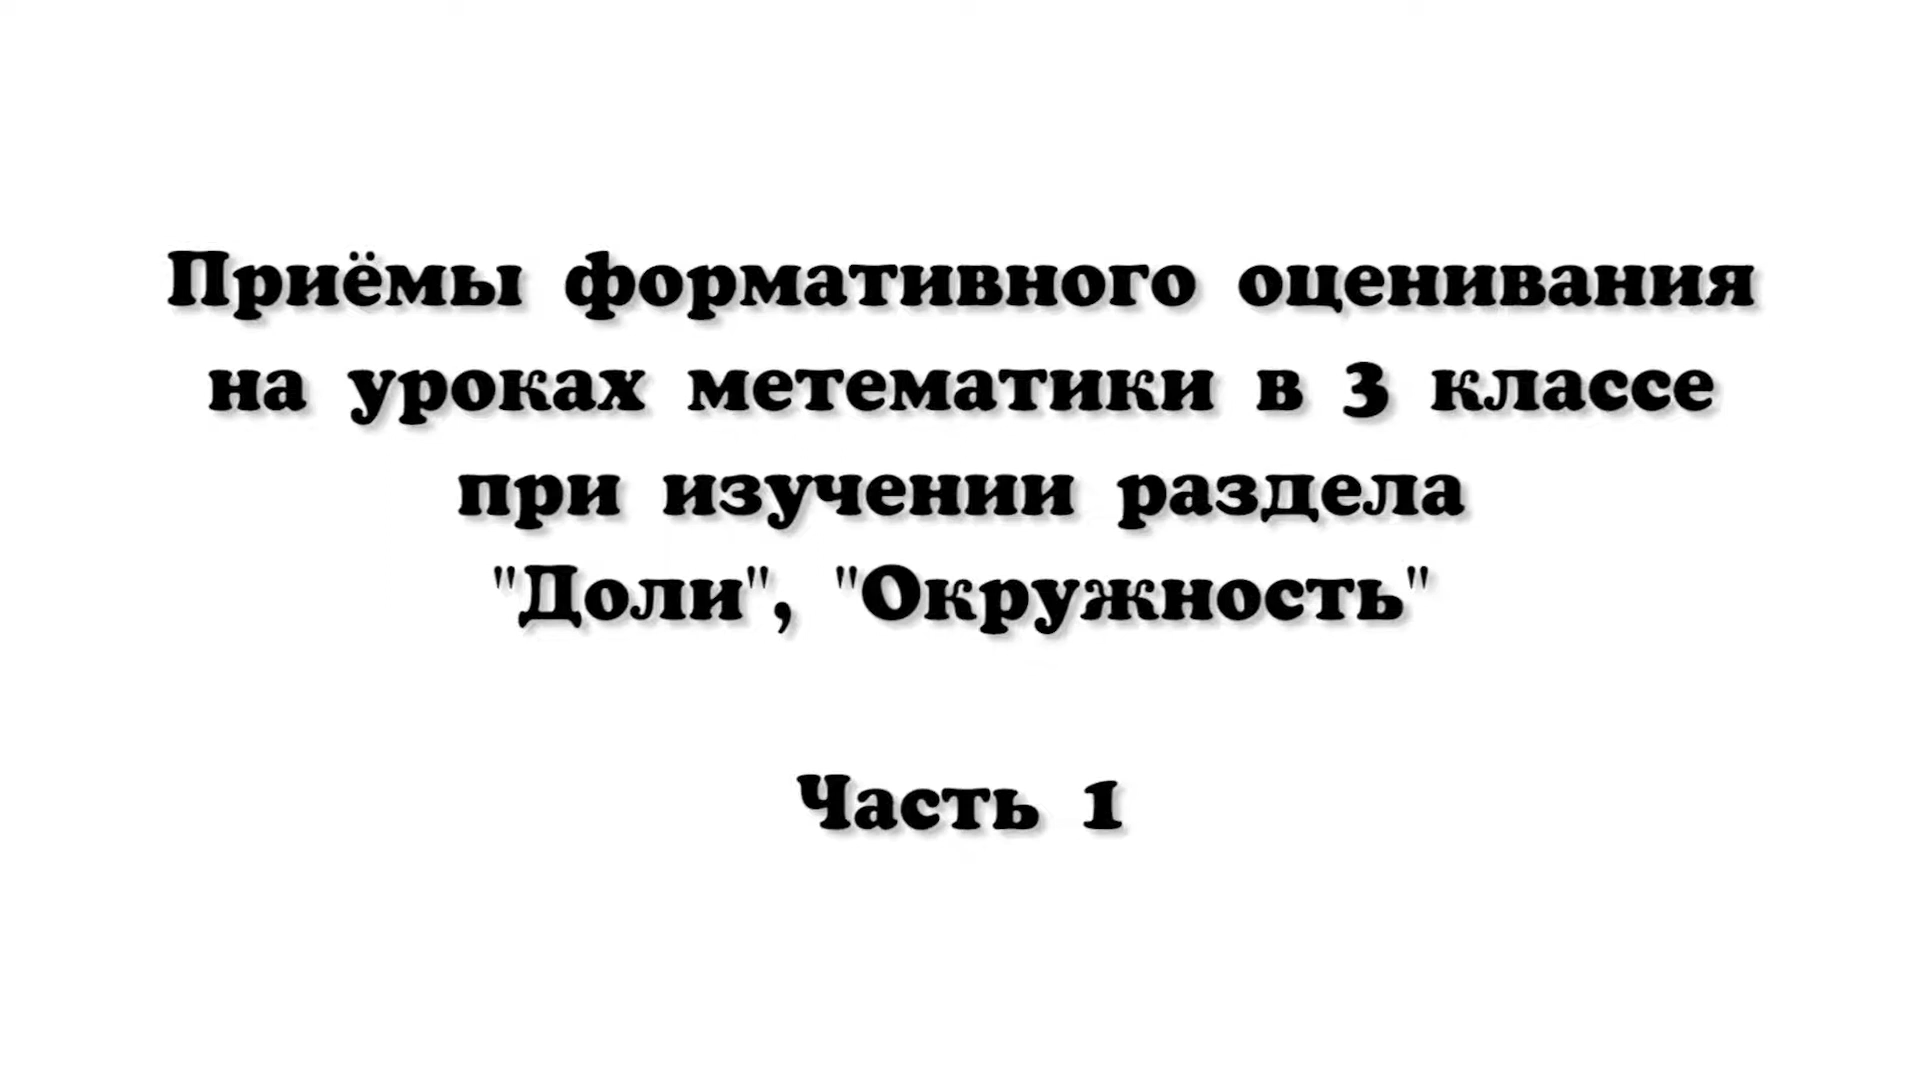 Приёмы формативного оценивания
на уроках метематики в 3 классе
при изучении раздела
"Доли", "Окружность"
Часть 1